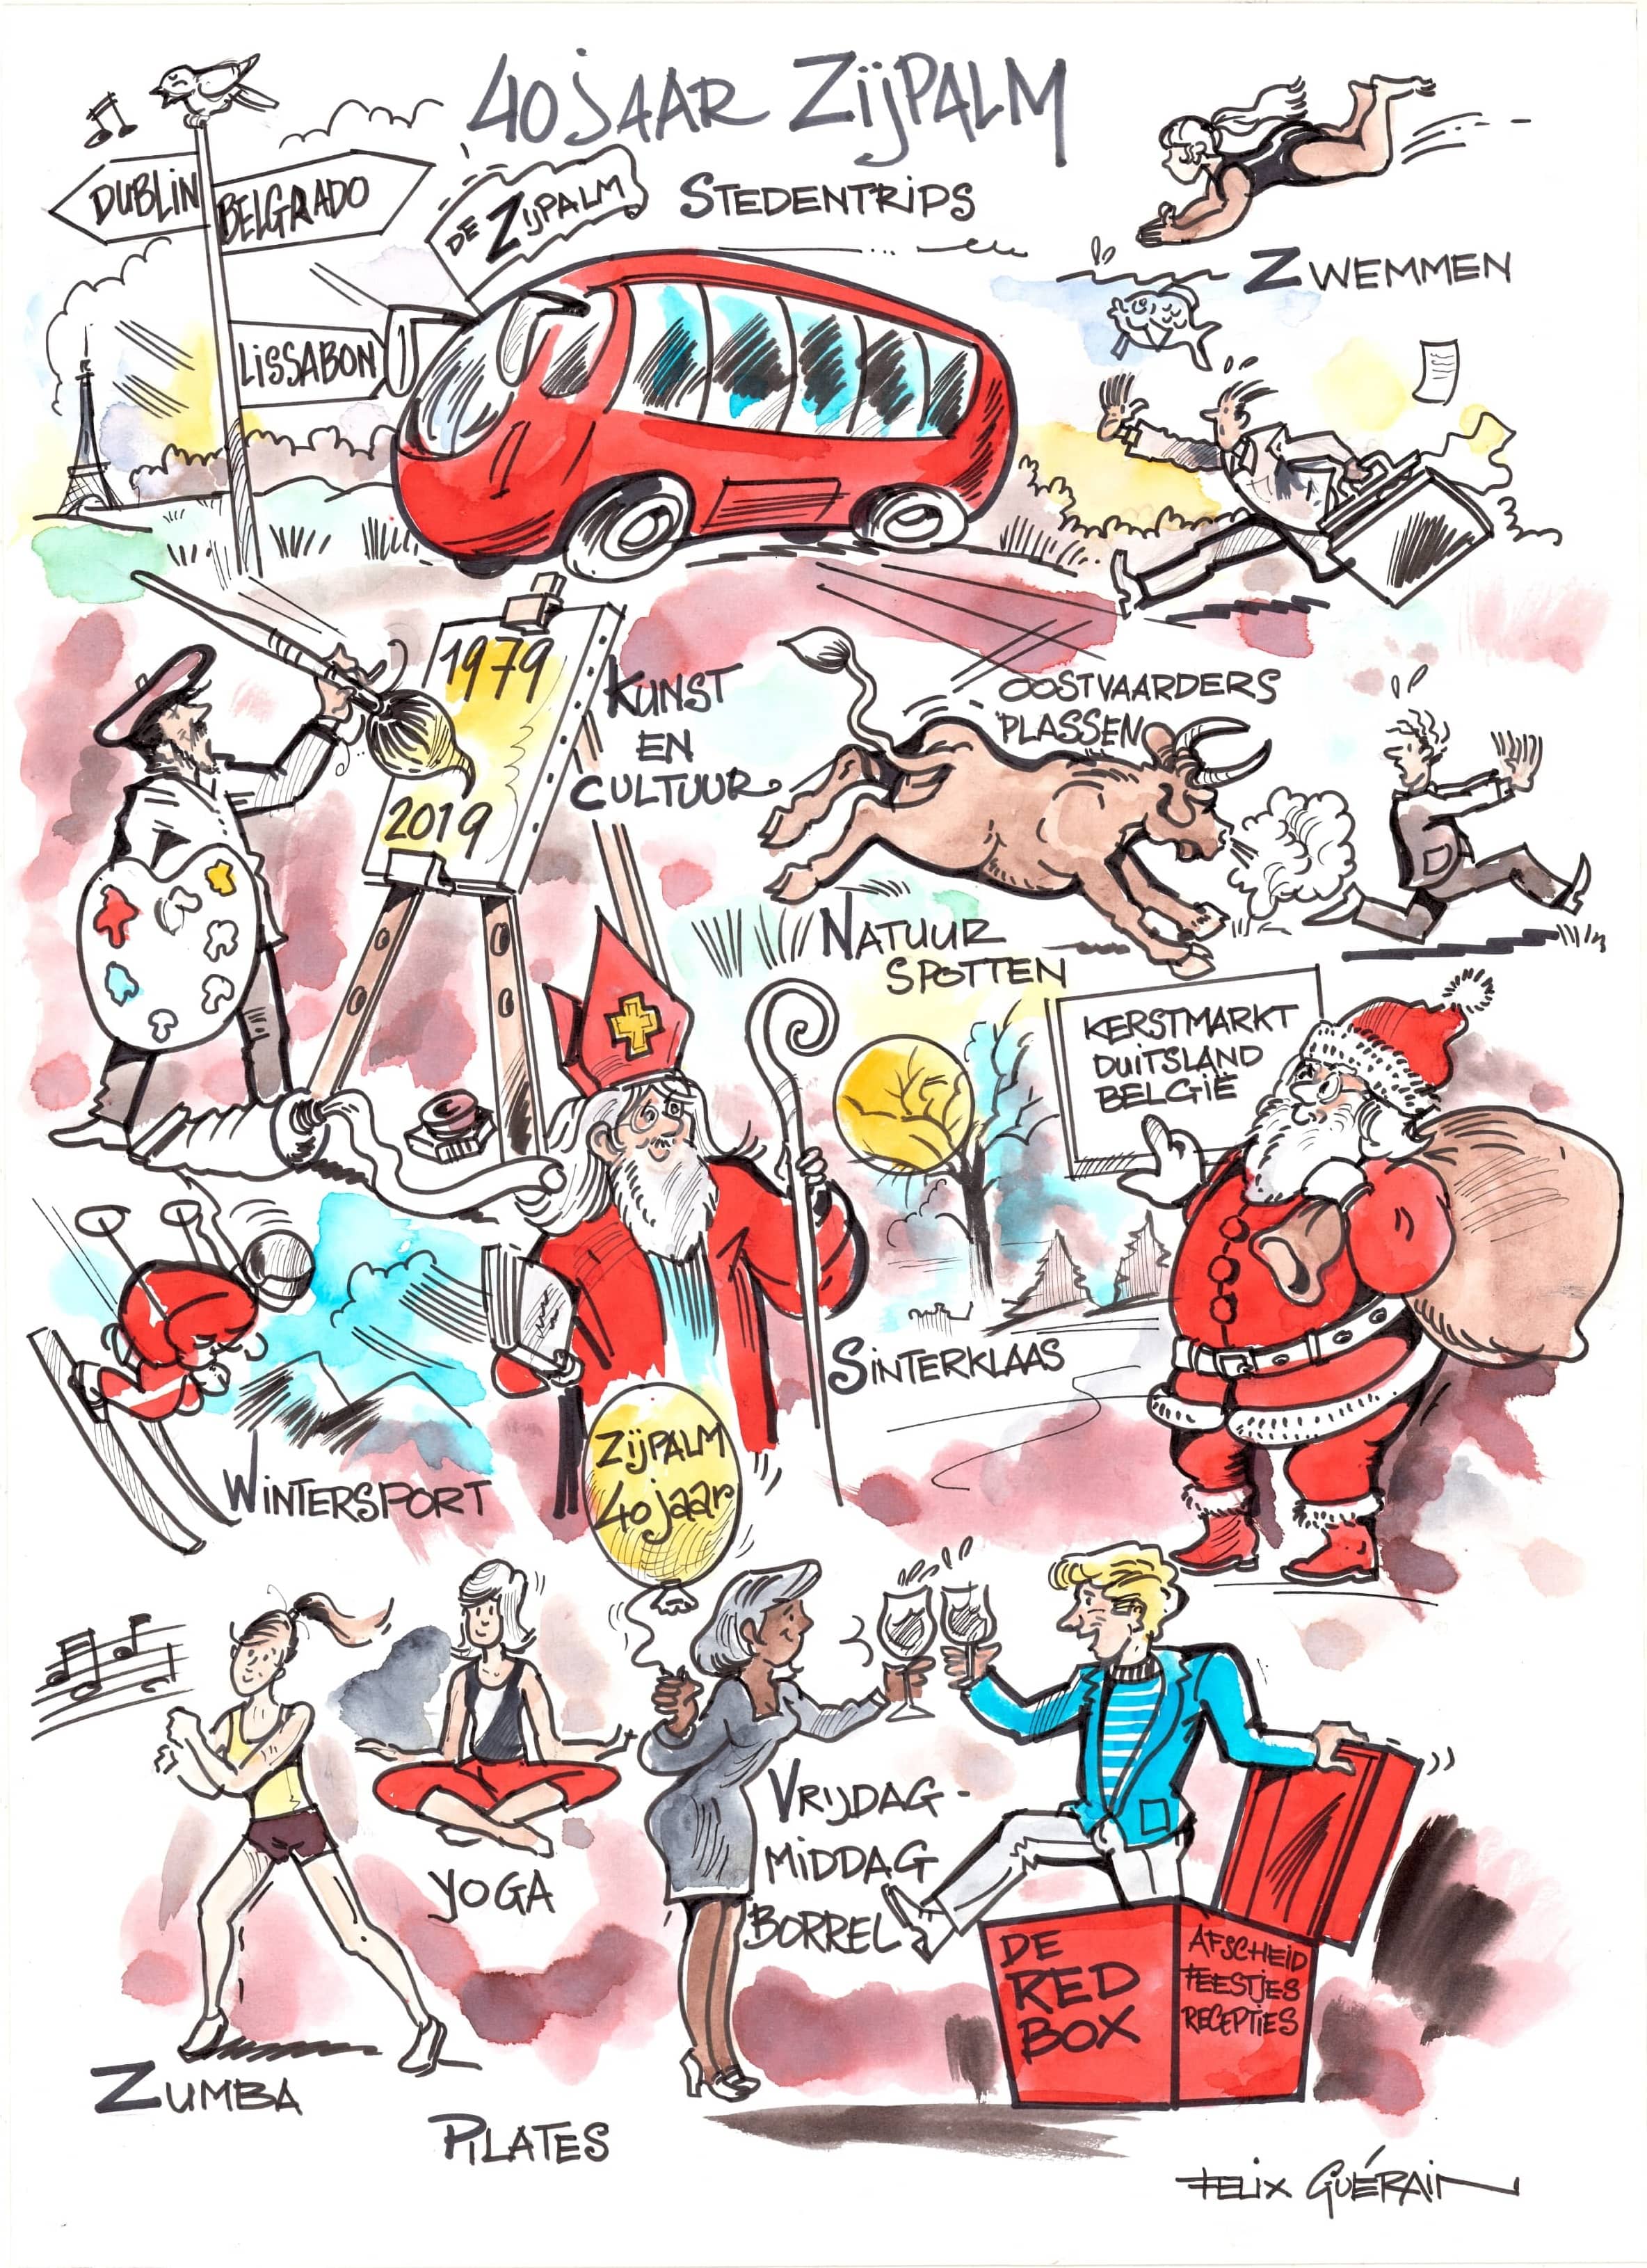 40 jAAR ZijPALM
DUBLiN
BELGRADO
LiSSABON
DE ZijPALM
STEDENTRiPS
ZWEMMEN
1979
2019
KUNST
EN
CULTUUR
OOSTVAARDERS
PLASSEN
NATUUR
SPOTTEN
KERSTMARKT
DUiTSLAND
BELGIË
SiNTERKLAAS
WiNTERSPORT
ZijPALM
40 jaar
YOGA
ZUMBA
PiLATES
VRIJDAG-
MiDDAG
BORREL
DE
RED
BOX
AFSCHEiD
FEESTjES
RECEPTiES
FELiX GUÉRAiN